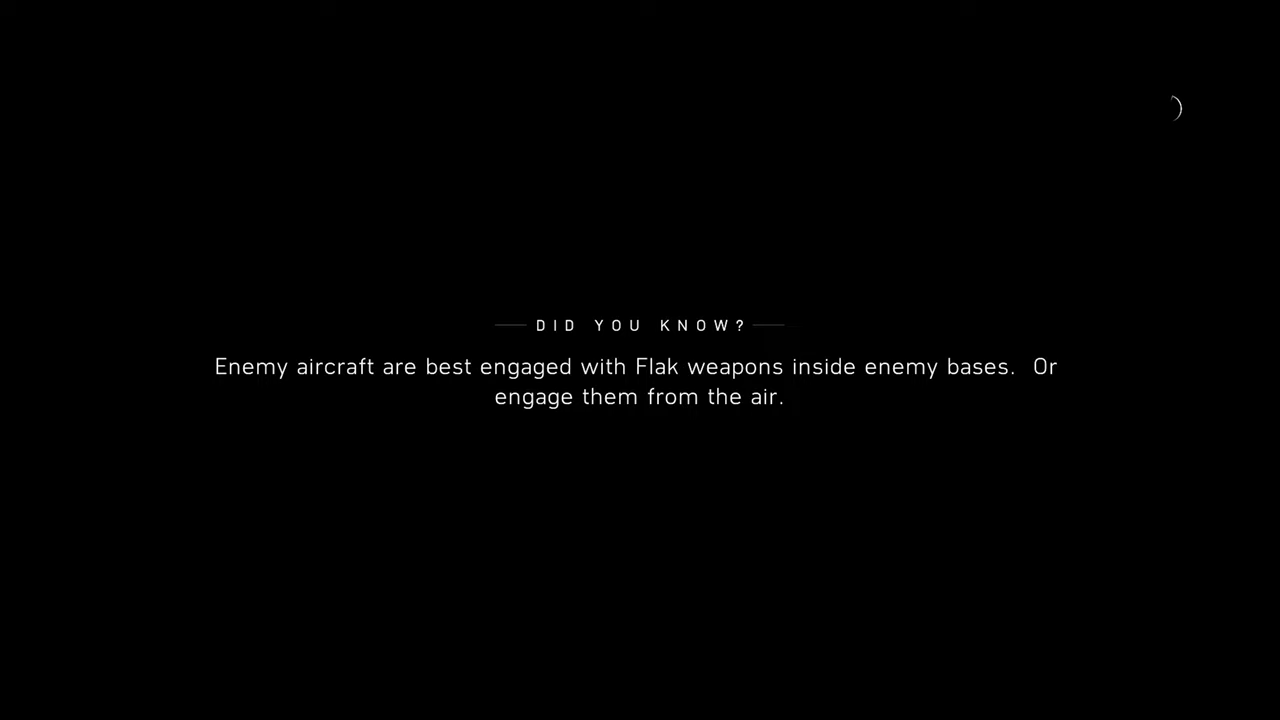 DID YOU KNOW?
Enemy aircraft are best engaged with Flak weapons inside enemy bases.  Or
engage them from the air.